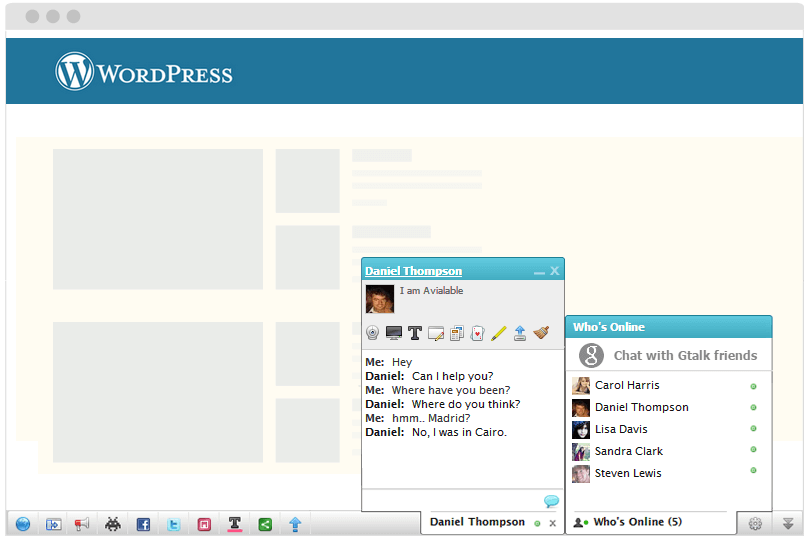 WORDPRESS
Daniel Thompson
I am Avialable
Me: Hey
Daniel: Can I help you?
Me: Where have you been?
Daniel: Where do you think?
Me: hmm.. Madrid?
Daniel: No, I was in Cairo.
Daniel Thompson
Who's Online
Chat with Gtalk friends
Carol Harris
Daniel Thompson
Lisa Davis
Sandra Clark
Steven Lewis
Who's Online (5)